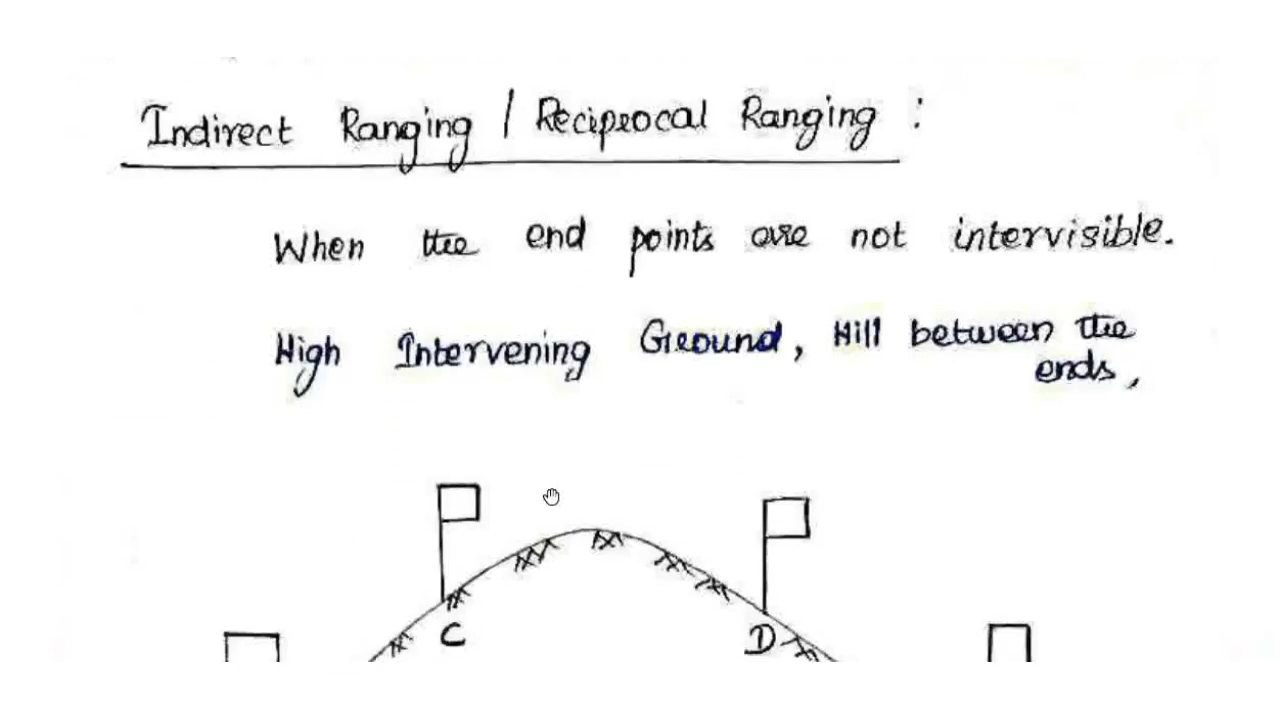 Indirect Ranging / Reciprocal Ranging :
When the end points are not intervisible.
High Intervening Ground, Hill between the
ends,
C
D